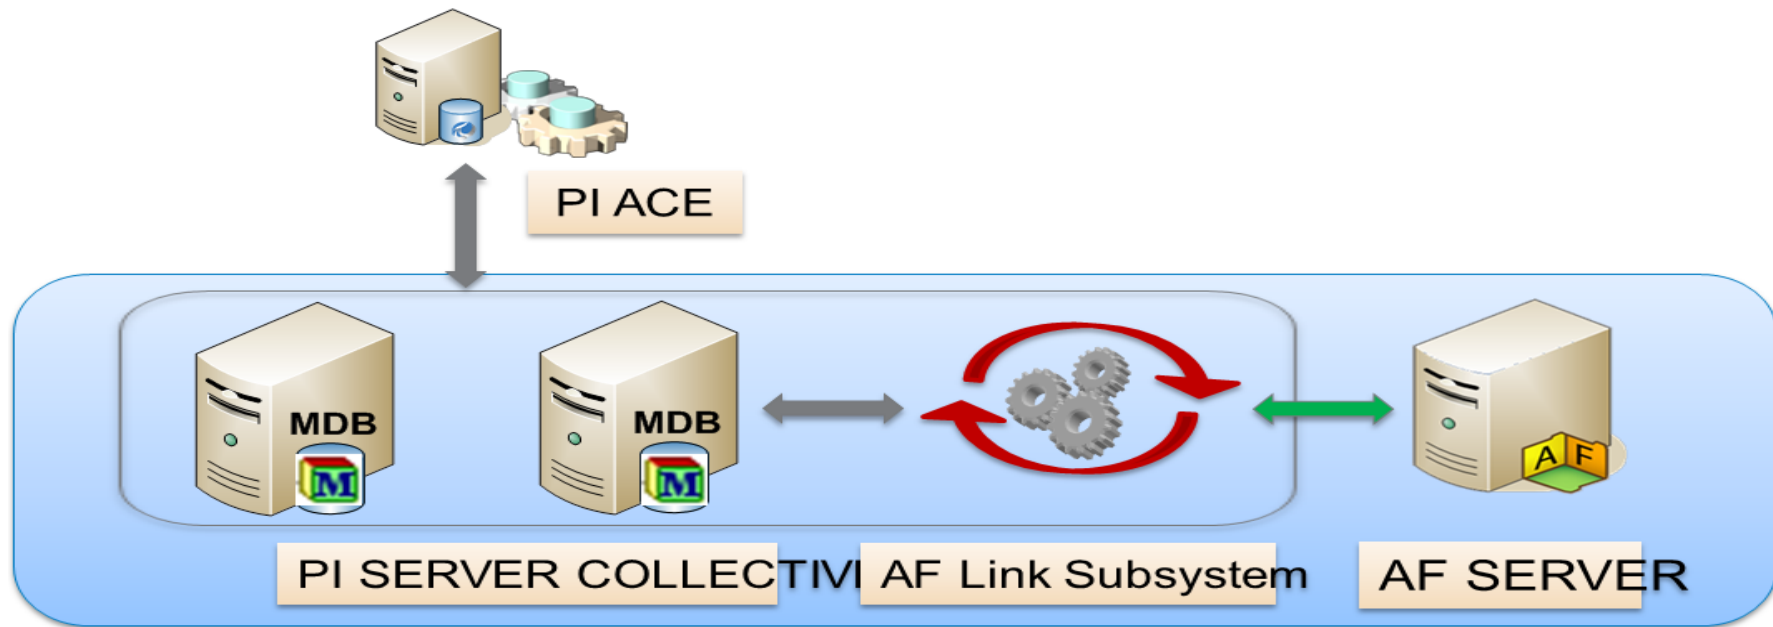 PI ACE
MDB
M
MDB
M
A F
PI SERVER COLLECTIVI
AF Link Subsystem
AF SERVER